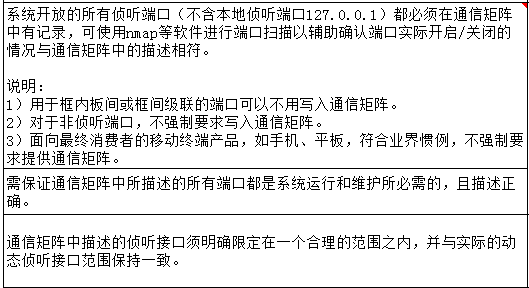 系统开放的所有侦听端口（不含本地侦听端口127.0.0.1）都必须在通信矩阵
中有记录，可使用nmap等软件进行端口扫描以辅助确认端口实际开启/关闭的
情况与通信矩阵中的描述相符。
说明：
1）用于框内板间或框间级联的端口可以不用写入通信矩阵。
2）对于非侦听端口，不强制要求写入通信矩阵。
3）面向最终消费者的移动终端产品，如手机、平板，符合业界惯例，不强制要
求提供通信矩阵。
需保证通信矩阵中所描述的所有端口都是系统运行和维护所必需的，且描述正
确。
通信矩阵中描述的侦听接口须明确限定在一个合理的范围之内，并与实际的动
态侦听接口范围保持一致。